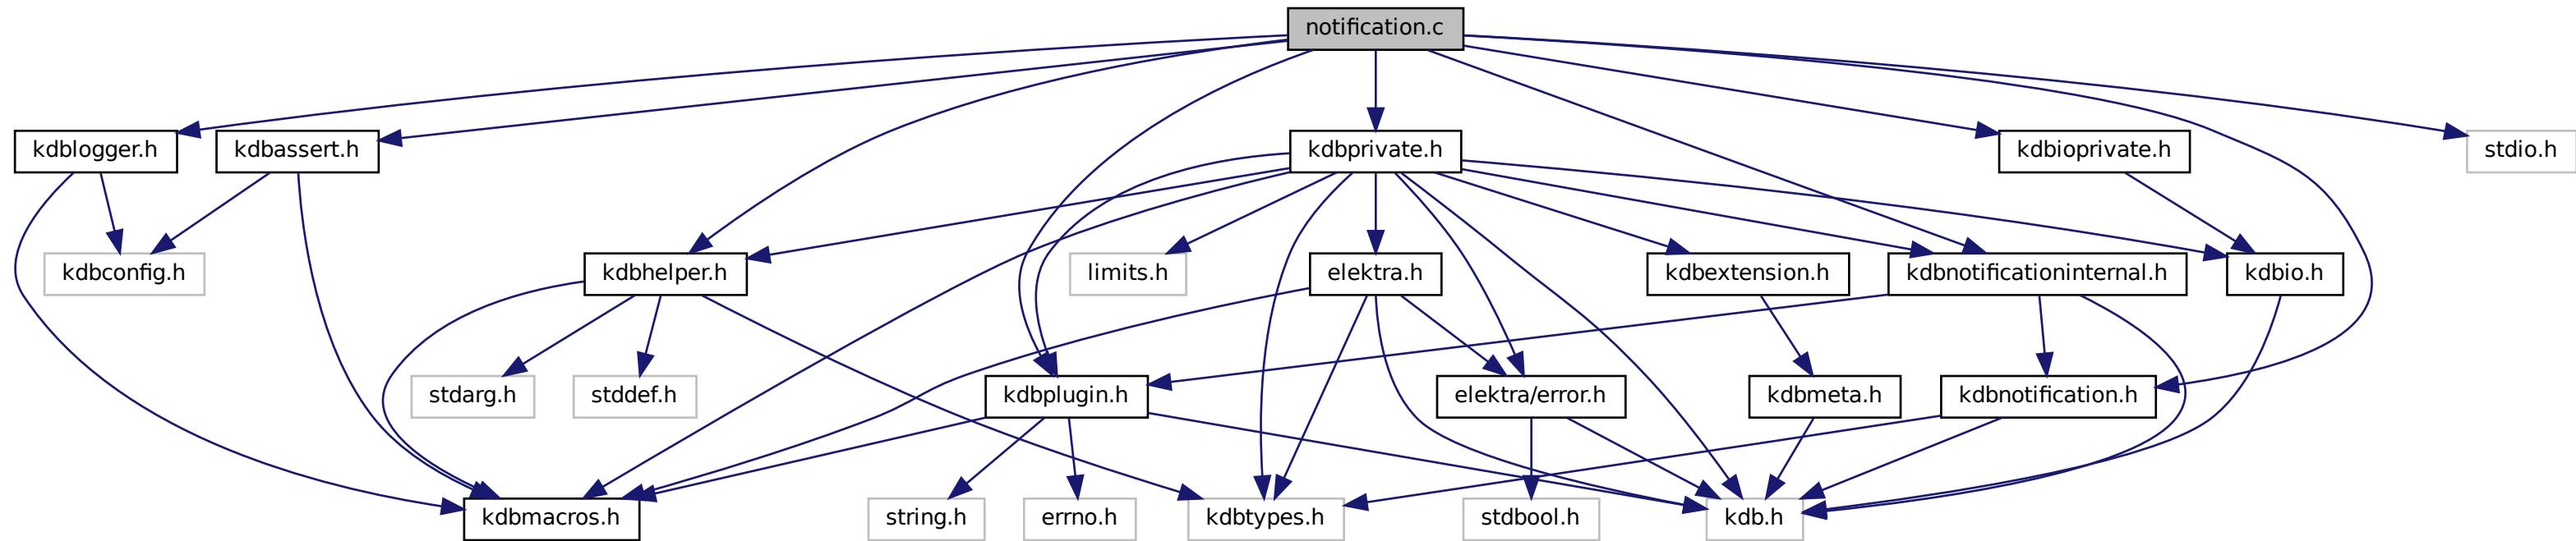 notification.c
kdblogger.h
kdbassert.h
kdbprivate.h
kdbioprivate.h
stdio.h
kdbconfig.h
kdbhelper.h
limits.h
elektra.h
kdbextension.h
kdbnotificationinternal.h
kdbio.h
stdarg.h
stddef.h
kdbplugin.h
elektra/error.h
kdbmeta.h
kdbnotification.h
kdbmacros.h
string.h
errno.h
kdbtypes.h
stdbool.h
kdb.h